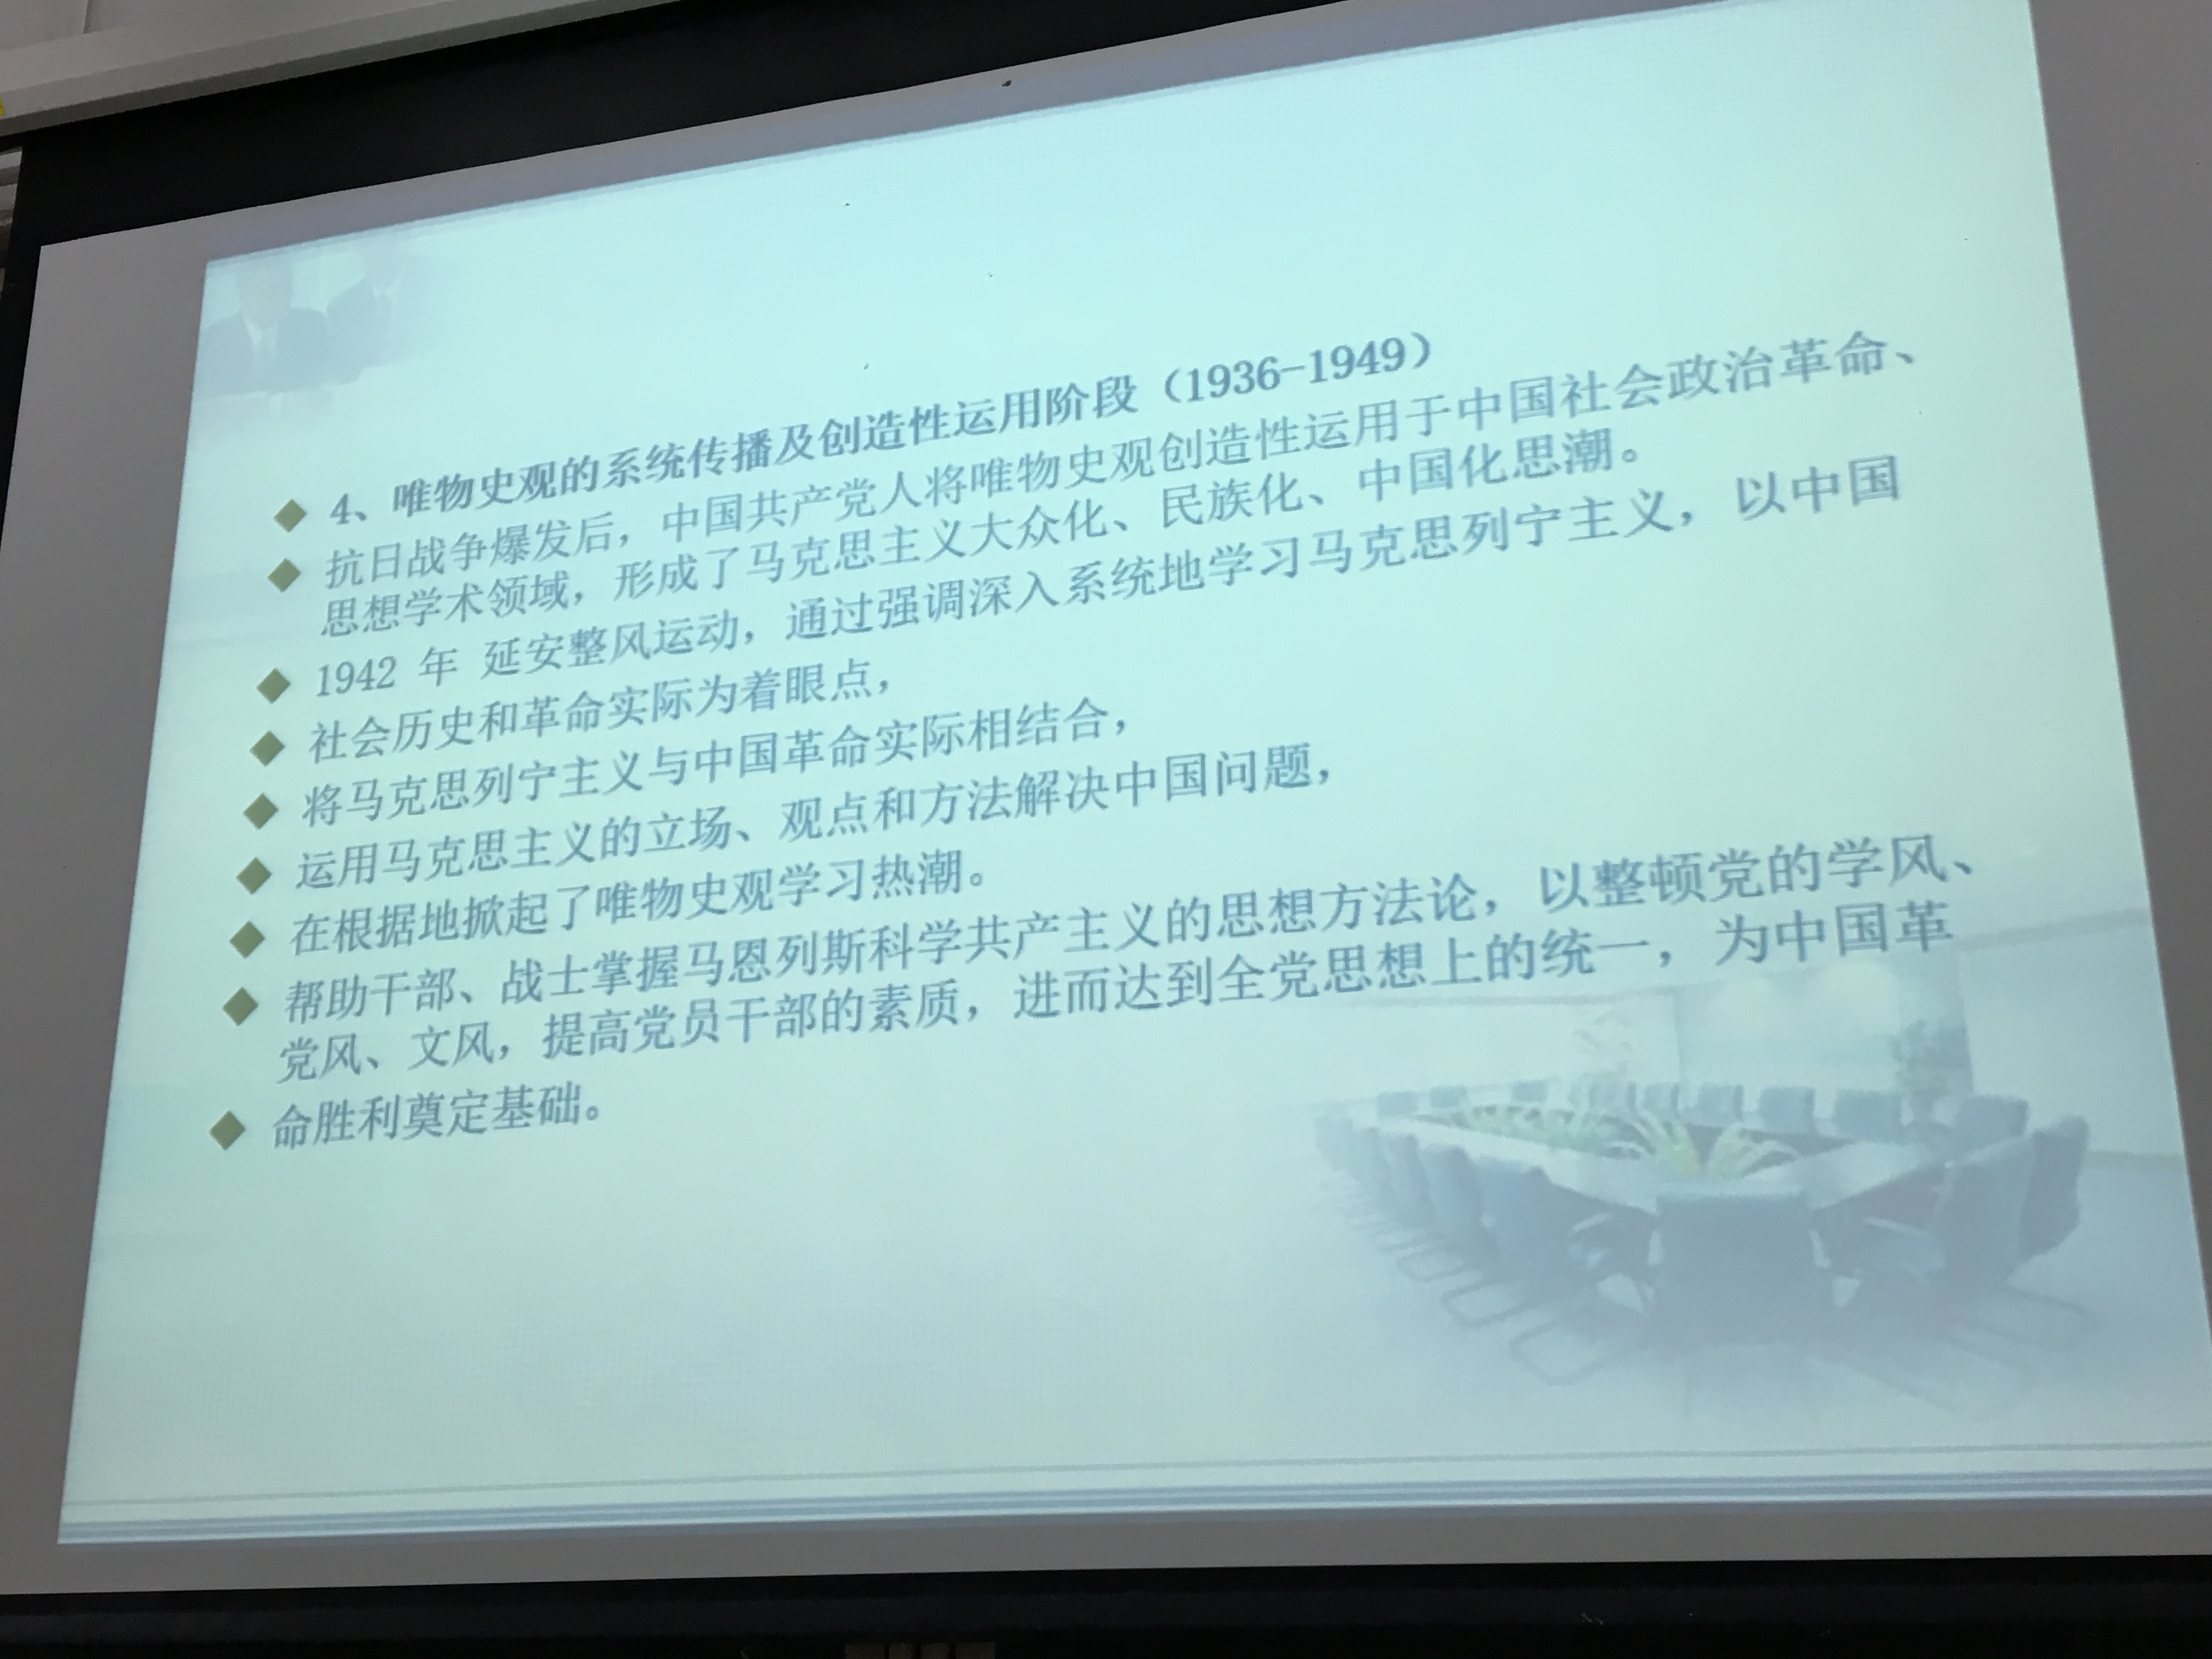 4、唯物史观的系统传播及创造性运用阶段（1936-1949）
抗日战争爆发后，中国共产党人将唯物史观创造性运用于中国社会政治革命、
思想学术领域，形成了马克思主义大众化、民族化、中国化思潮。
1942 年 延安整风运动，通过强调深入系统地学习马克思列宁主义，以中国
社会历史和革命实际为着眼点，
将马克思列宁主义与中国革命实际相结合，
运用马克思主义的立场、观点和方法解决中国问题，
在根据地掀起了唯物史观学习热潮。
帮助干部、战士掌握马恩列斯科学共产主义的思想方法论，以整顿党的学风、
党风、文风，提高党员干部的素质，进而达到全党思想上的统一，为中国革
命胜利奠定基础。